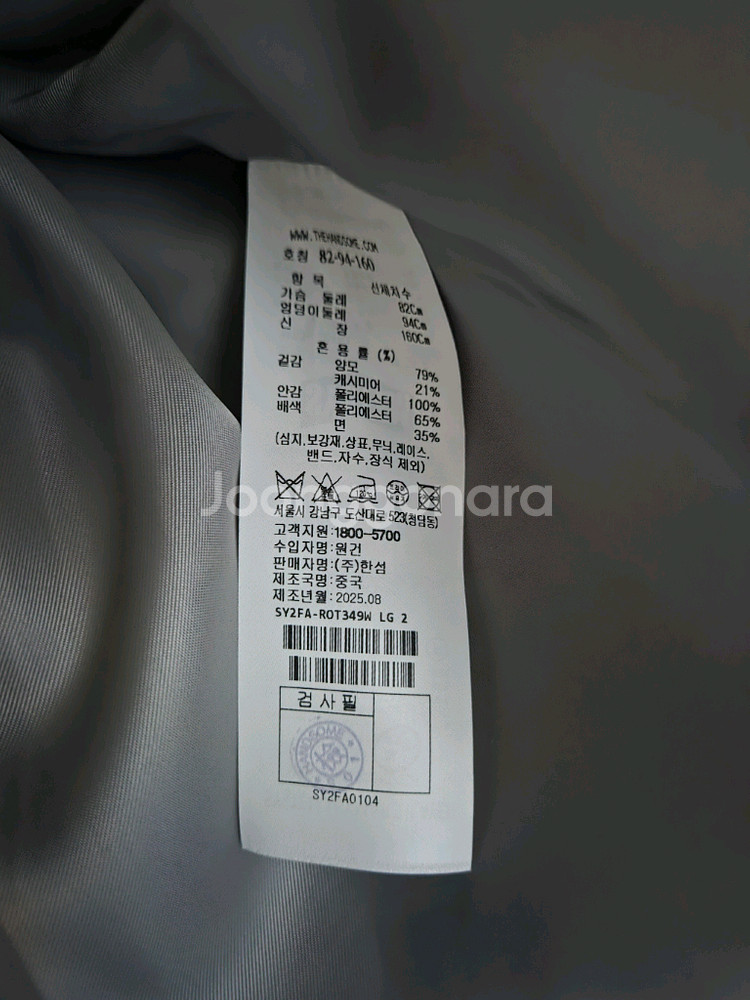 WWW.THEHANDSOME.COM
호칭 82-94-160
항 목 신체치수
가슴 둘레 82Cm
엉덩이둘레 94Cm
신 장 160Cm
혼 용 률 (%)
겉감 양모 79%
캐시미어 21%
안감 폴리에스터 100%
배색 폴리에스터 65%
면 35%
(심지,보강재,상표,무늬,레이스,
밴드,자수,장식 제외)
Joonggonara
서울시 강남구 도산대로 523(청담동)
고객지원:1800-5700
수입자명:원건
판매자명:(주)한섬
제조국명:중국
제조년월:2025.08
SY2FA-ROT349W LG 2
검 사 필
HANDSOME
SY2FA0104